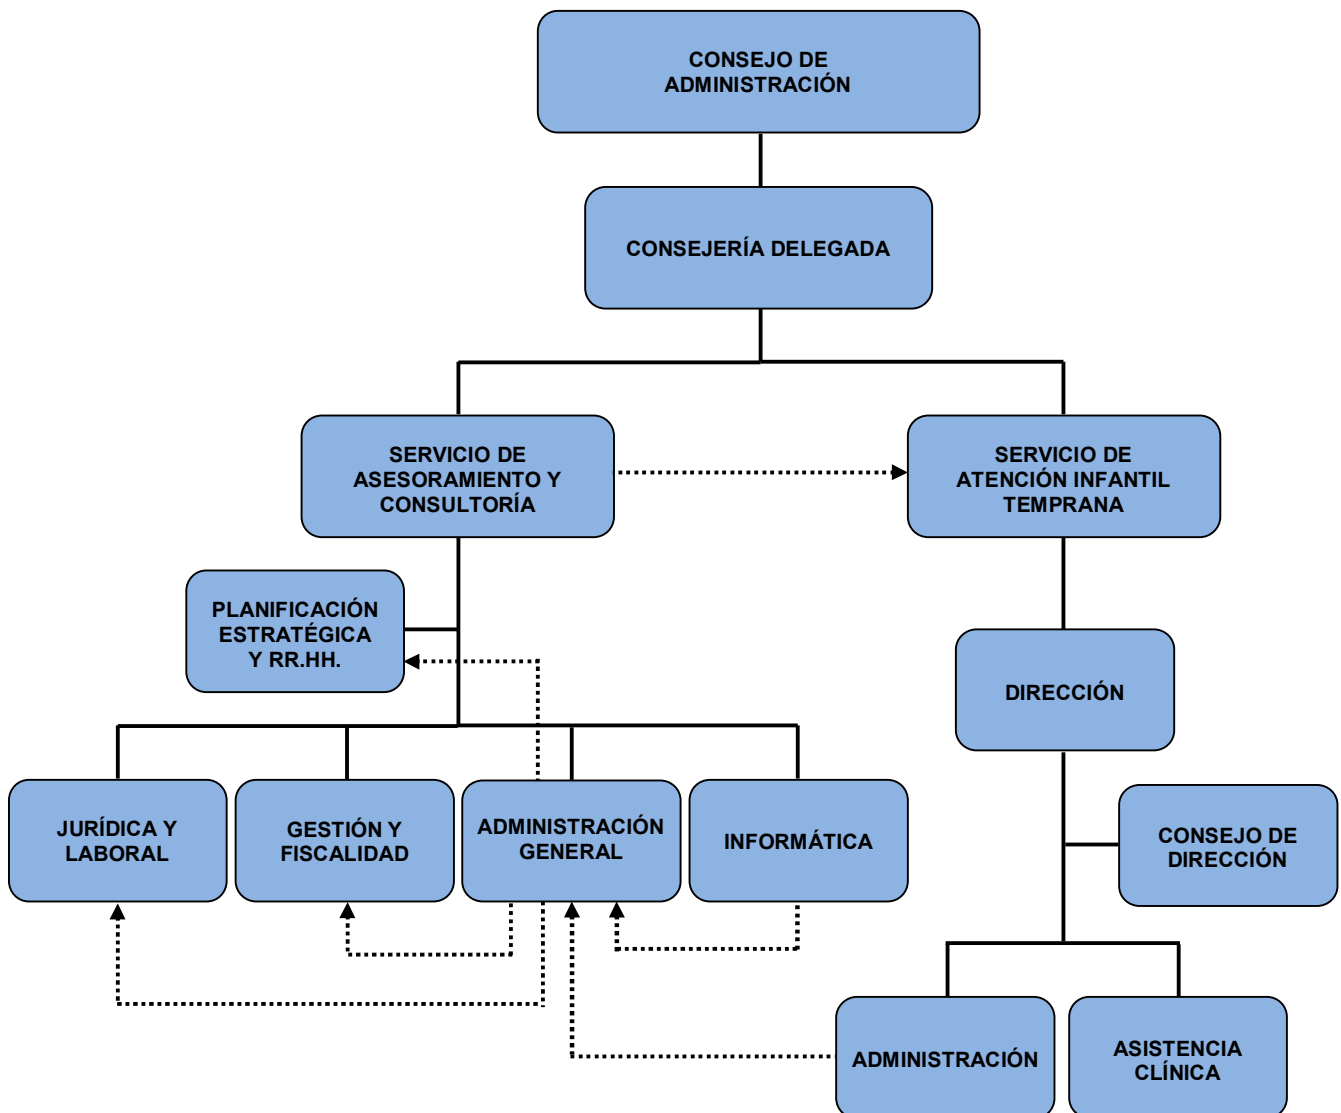 CONSEJO DE
ADMINISTRACIÓN
CONSEJERÍA DELEGADA
SERVICIO DE
ASESORAMIENTO Y
CONSULTORÍA
SERVICIO DE
ATENCIÓN INFANTIL
TEMPRANA
PLANIFICACIÓN
ESTRATÉGICA
Y RR.HH.
DIRECCIÓN
JURÍDICA Y
LABORAL
GESTIÓN Y
FISCALIDAD
ADMINISTRACIÓN
GENERAL
INFORMÁTICA
CONSEJO DE
DIRECCIÓN
ADMINISTRACIÓN
ASISTENCIA
CLÍNICA